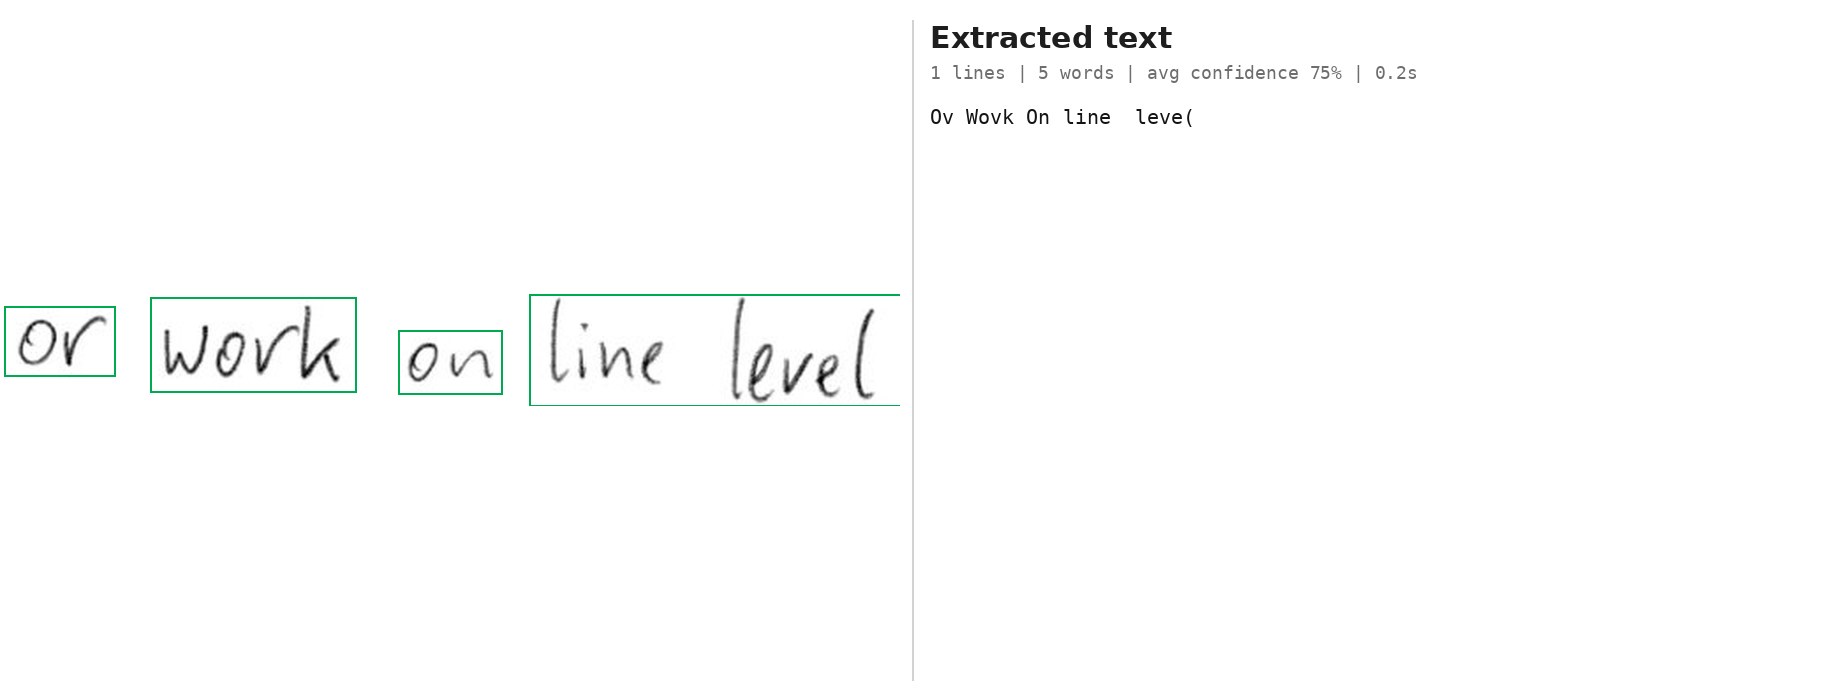 Extracted text
1 lines | 5 words | avg confidence 75% | 0.2s
or work on line level
Ov Wovk On line  leve(